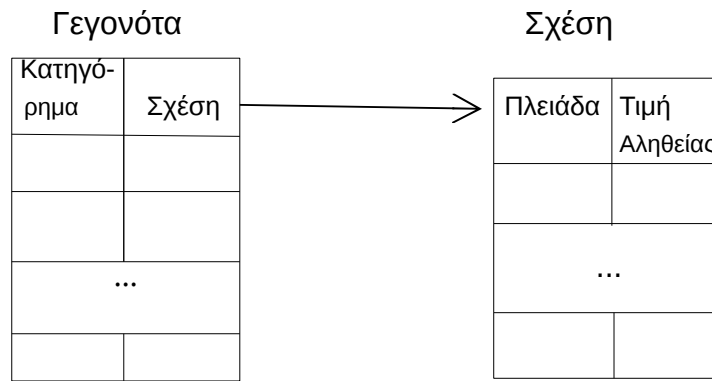 Γεγονότα
Σχέση
Κατηγό-
ρημα
Σχέση
Πλειάδα
Τιμή
Αληθείας
...
...